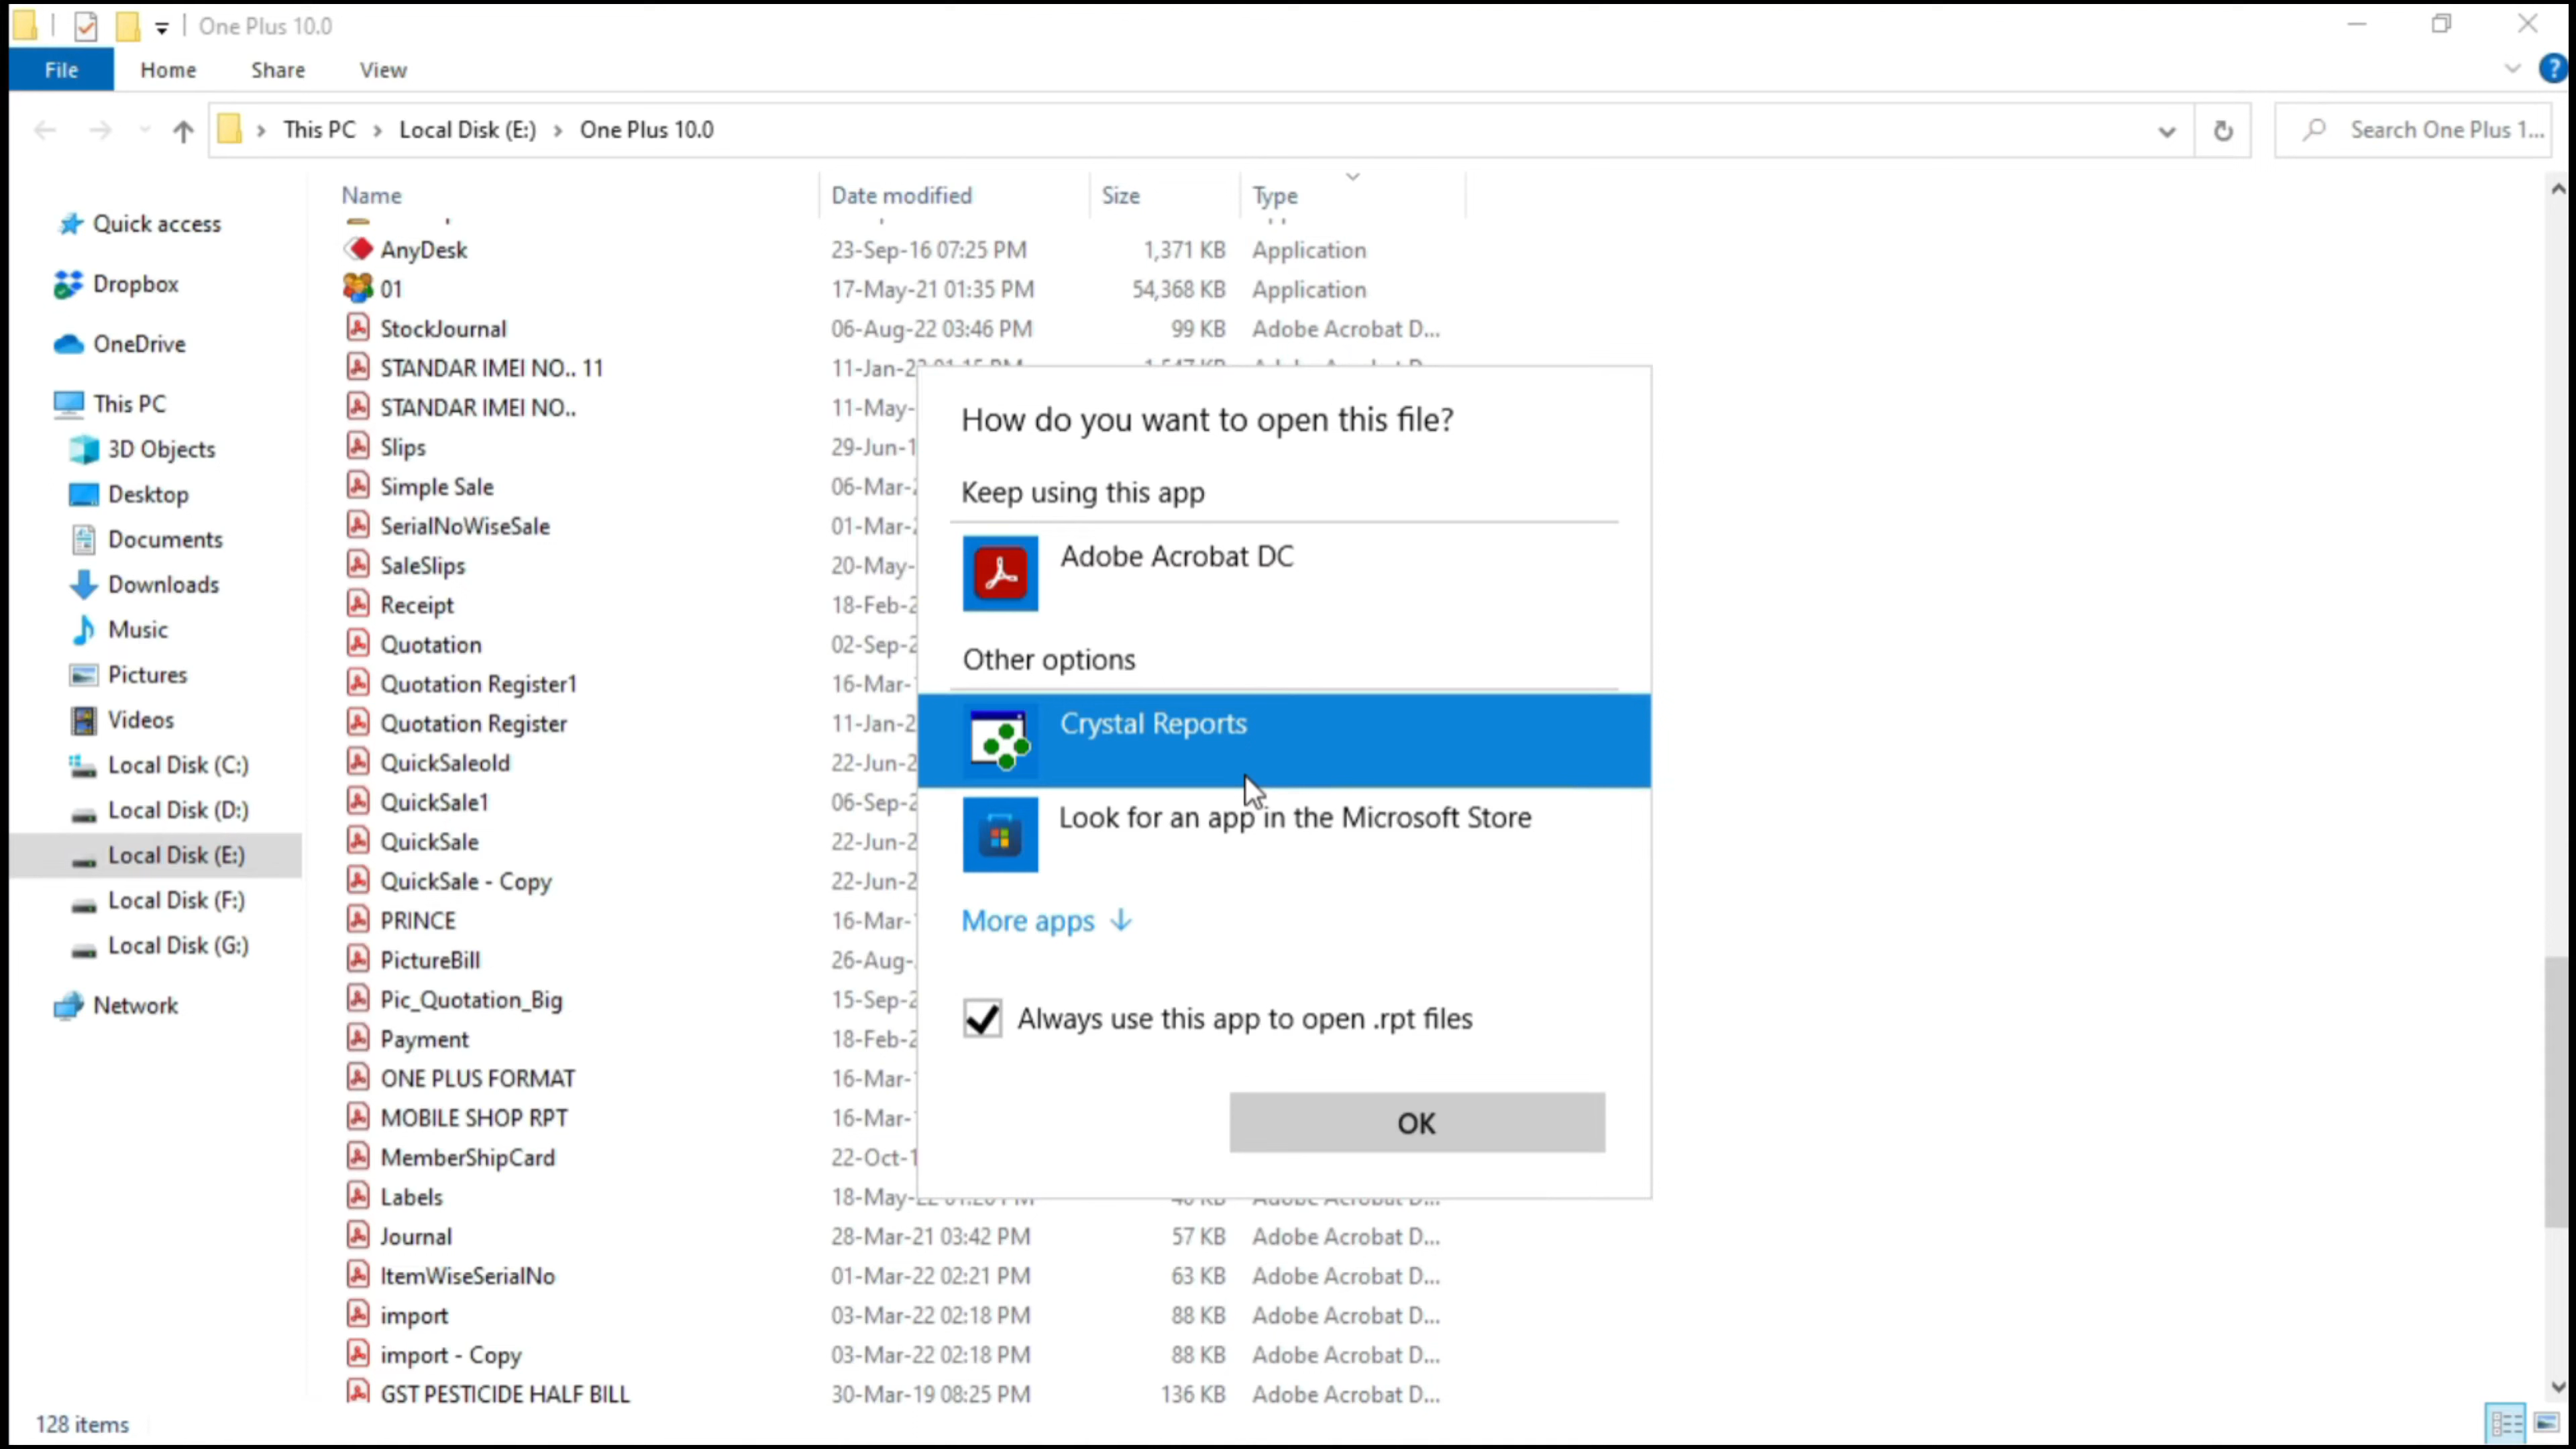 One Plus 10.0
File Home Share View
This PC > Local Disk (E:) > One Plus 10.0
Search One Plus 1...
Name Date modified Size Type
Quick access
Dropbox
OneDrive
This PC
3D Objects
Desktop
Documents
Downloads
Music
Pictures
Videos
Local Disk (C:)
Local Disk (D:)
Local Disk (E:)
Local Disk (F:)
Local Disk (G:)
Network
AnyDesk 23-Sep-16 07:25 PM 1,371 KB Application
01 17-May-21 01:35 PM 54,368 KB Application
StockJournal 06-Aug-22 03:46 PM 99 KB Adobe Acrobat D...
STANDAR IMEI NO.. 11 11-Jan-2
STANDAR IMEI NO.. 11-May-
Slips 29-Jun-1
Simple Sale 06-Mar-
SerialNoWiseSale 01-Mar-
SaleSlips 20-May-
Receipt 18-Feb-2
Quotation 02-Sep-2
Quotation Register1 16-Mar-
Quotation Register 11-Jan-2
QuickSaleold 22-Jun-2
QuickSale1 06-Sep-2
QuickSale 22-Jun-2
QuickSale - Copy 22-Jun-2
PRINCE 16-Mar-
PictureBill 26-Aug-
Pic_Quotation_Big 15-Sep-2
Payment 18-Feb-2
ONE PLUS FORMAT 16-Mar-
MOBILE SHOP RPT 16-Mar-
MemberShipCard 22-Oct-1
Labels 18-May-
Journal 28-Mar-21 03:42 PM 57 KB Adobe Acrobat D...
ItemWiseSerialNo 01-Mar-22 02:21 PM 63 KB Adobe Acrobat D...
import 03-Mar-22 02:18 PM 88 KB Adobe Acrobat D...
import - Copy 03-Mar-22 02:18 PM 88 KB Adobe Acrobat D...
GST PESTICIDE HALF BILL 30-Mar-19 08:25 PM 136 KB Adobe Acrobat D...
How do you want to open this file?
Keep using this app
Adobe Acrobat DC
Other options
Crystal Reports
Look for an app in the Microsoft Store
More apps
Always use this app to open .rpt files
OK
128 items